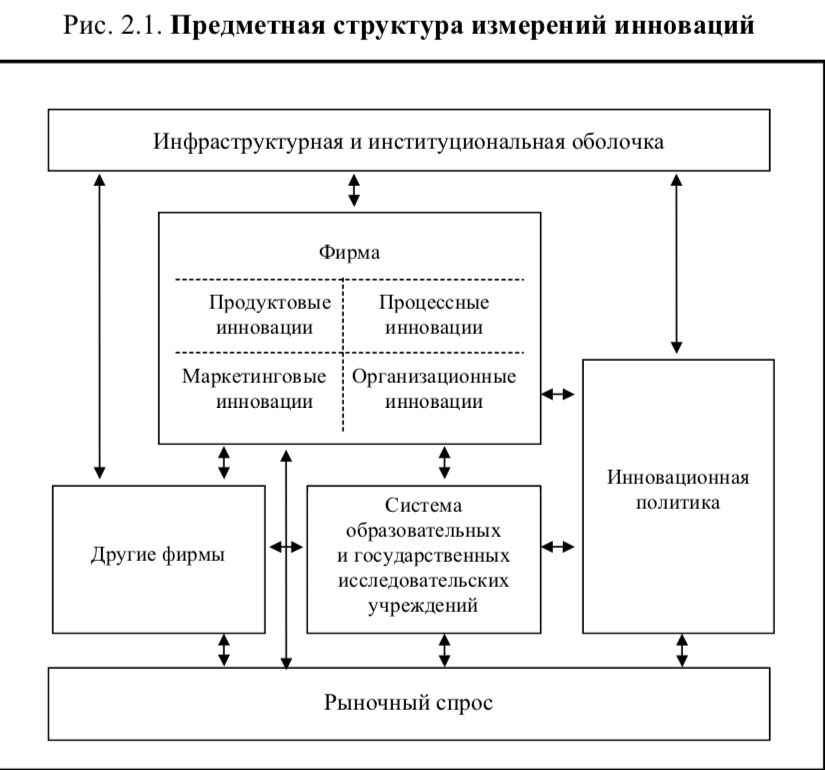 Рис. 2.1. Предметная структура измерений инноваций
Инфраструктурная и институциональная оболочка
Фирма
Продуктовые
инновации
Процессные
инновации
Маркетинговые
инновации
Организационные
инновации
Инновационная
политика
Другие фирмы
Система
образовательных
и государственных
исследовательских
учреждений
Рыночный спрос